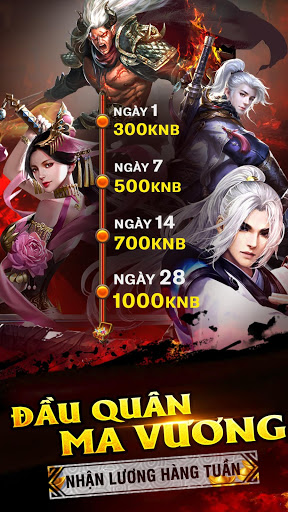 NGÀY 1
300KNB
NGÀY 7
500KNB
NGÀY 14
700KNB
NGÀY 28
1000KNB
ĐẦU QUÂN
MA VƯƠNG
NHẬN LƯƠNG HÀNG TUẦN